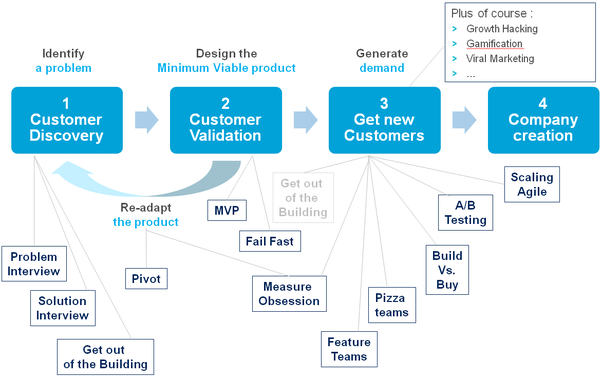 Plus of course :
> Growth Hacking
> Gamification
> Viral Marketing
> ...
Identify
a problem
Design the
Minimum Viable product
Generate
demand
1
Customer
Discovery
2
Customer
Validation
3
Get new
Customers
4
Company
creation
Re-adapt
the product
Get out
of the
Building
Scaling
Agile
MVP
A/B
Testing
Fail Fast
Problem
Interview
Pivot
Measure
Obsession
Build
Vs.
Buy
Solution
Interview
Pizza
teams
Get out
of the Building
Feature
Teams